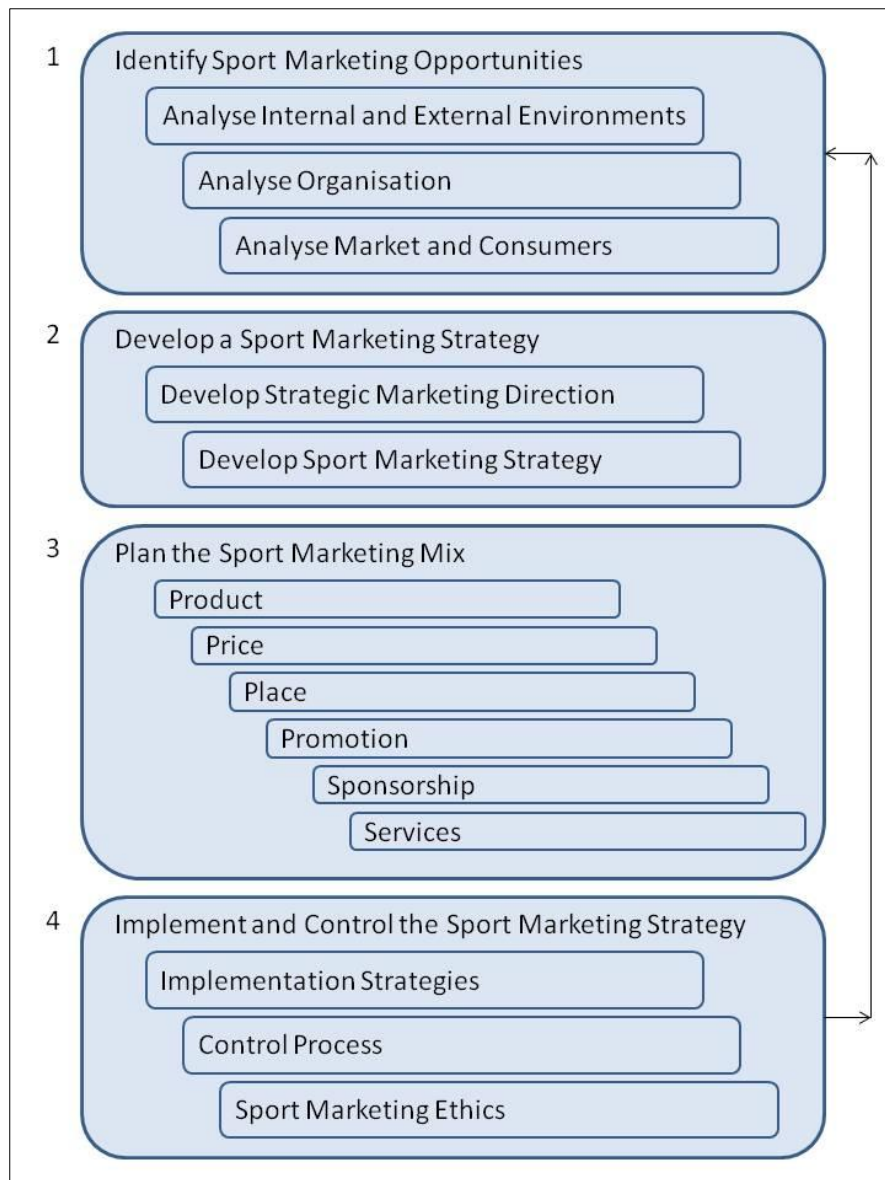 1
Identify Sport Marketing Opportunities
Analyse Internal and External Environments
Analyse Organisation
Analyse Market and Consumers
2
Develop a Sport Marketing Strategy
Develop Strategic Marketing Direction
Develop Sport Marketing Strategy
3
Plan the Sport Marketing Mix
Product
Price
Place
Promotion
Sponsorship
Services
4
Implement and Control the Sport Marketing Strategy
Implementation Strategies
Control Process
Sport Marketing Ethics